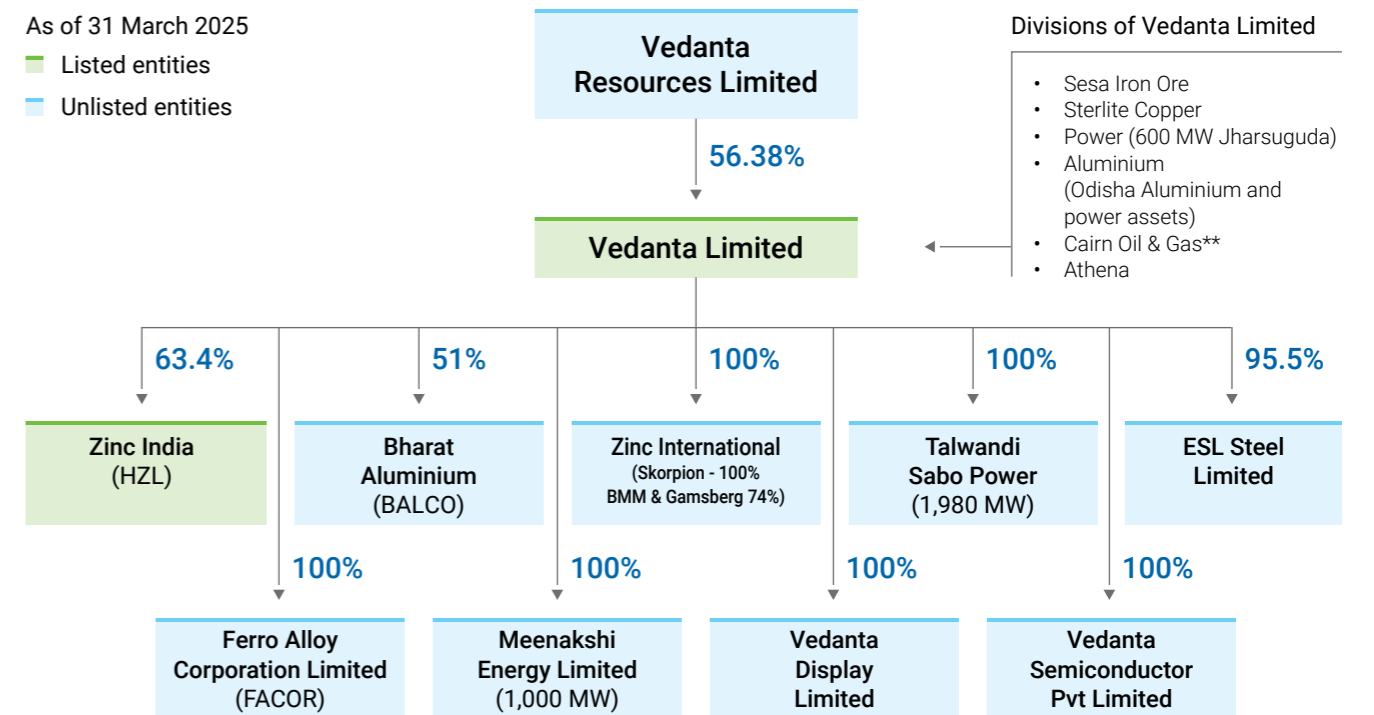 As of 31 March 2025
Listed entities
Unlisted entities
Vedanta
Resources Limited
56.38%
Vedanta Limited
Divisions of Vedanta Limited
• Sesa Iron Ore
• Sterlite Copper
• Power (600 MW Jharsuguda)
• Aluminium
(Odisha Aluminium and
power assets)
• Cairn Oil & Gas**
• Athena
63.4%
51%
100%
100%
95.5%
Zinc India
(HZL)
Bharat
Aluminium
(BALCO)
Zinc International
(Skorpion - 100%
BMM & Gamsberg 74%)
Talwandi
Sabo Power
(1,980 MW)
ESL Steel
Limited
100%
100%
100%
100%
Ferro Alloy
Corporation Limited
(FACOR)
Meenakshi
Energy Limited
(1,000 MW)
Vedanta
Display
Limited
Vedanta
Semiconductor
Pvt Limited